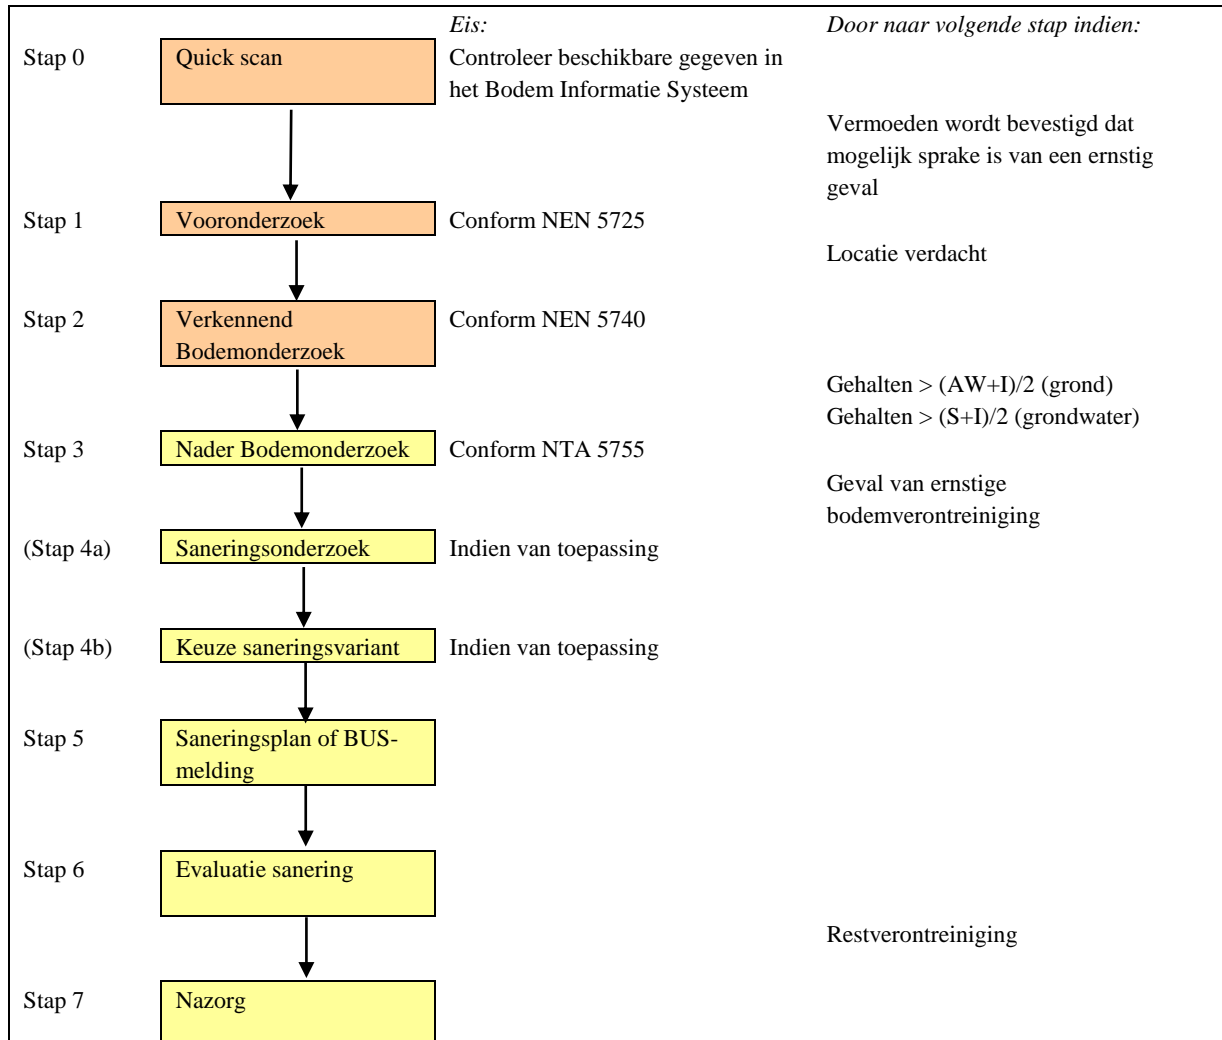 Eis:
Door naar volgende stap indien:
Stap 0
Quick scan
Controleer beschikbare gegeven in
het Bodem Informatie Systeem
Vermoeden wordt bevestigd dat
mogelijk sprake is van een ernstig
geval
Stap 1
Vooronderzoek
Conform NEN 5725
Locatie verdacht
Stap 2
Verkennend
Bodemonderzoek
Conform NEN 5740
Gehalten > (AW+I)/2 (grond)
Gehalten > (S+I)/2 (grondwater)
Stap 3
Nader Bodemonderzoek
Conform NTA 5755
Geval van ernstige
bodemverontreiniging
(Stap 4a)
Saneringsonderzoek
Indien van toepassing
(Stap 4b)
Keuze saneringsvariant
Indien van toepassing
Stap 5
Saneringsplan of BUS-
melding
Stap 6
Evaluatie sanering
Restverontreiniging
Stap 7
Nazorg